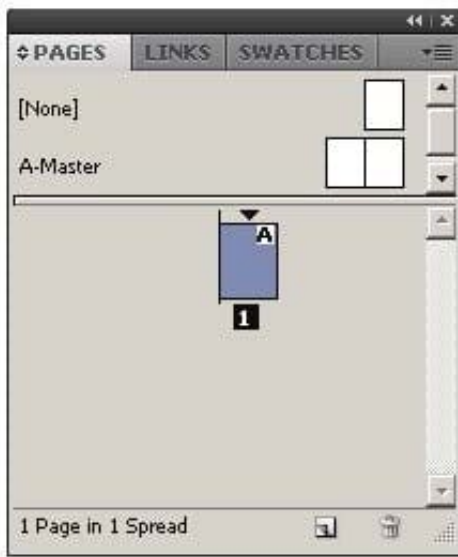 PAGES LINKS SWATCHES
[None]
A-Master
A
1
1 Page in 1 Spread